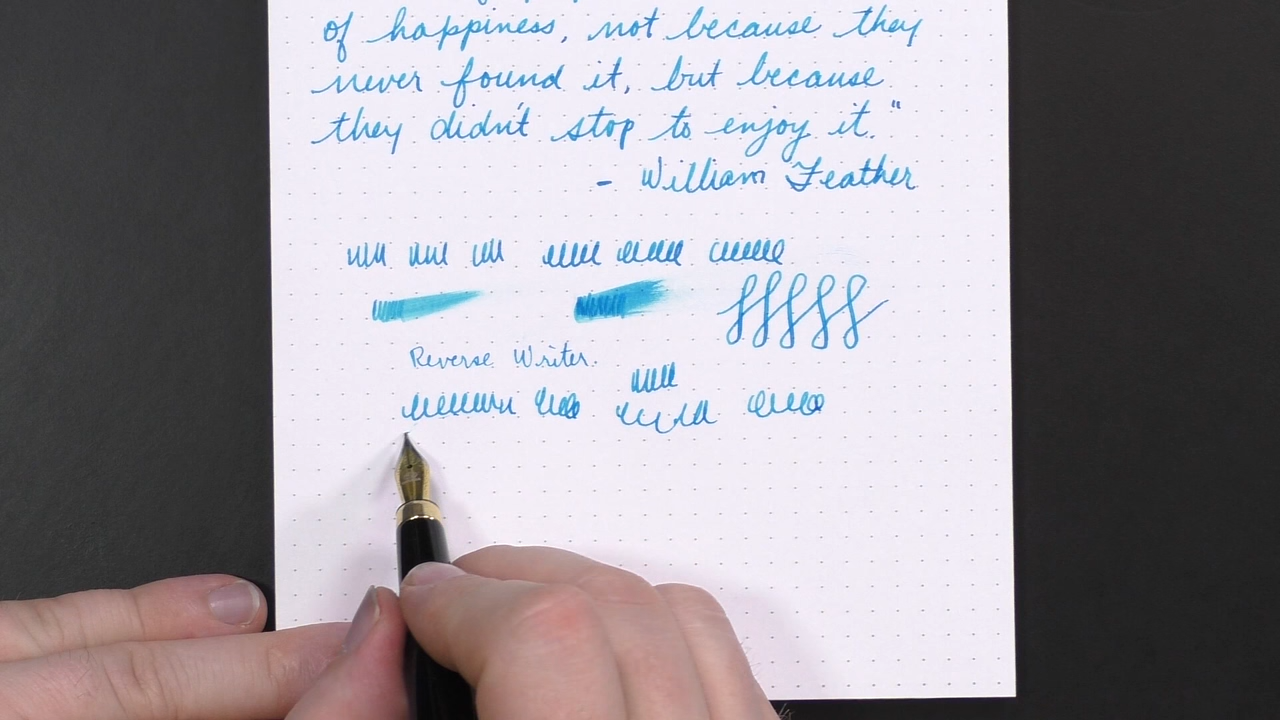 of happiness, not because they
never found it, but because
they didn't stop to enjoy it."
- William Feather
Reverse Writer.